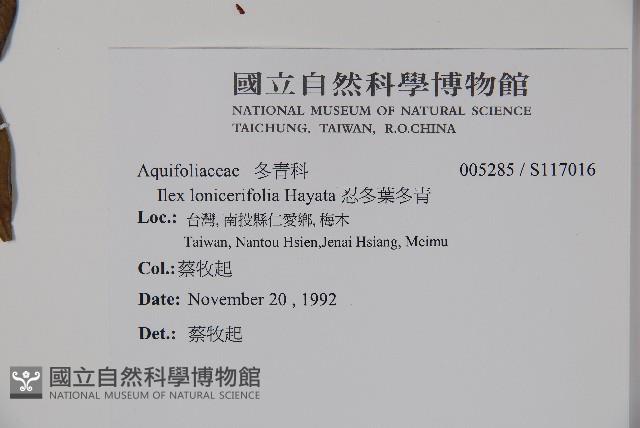 國立自然科學博物館
NATIONAL MUSEUM OF NATURAL SCIENCE
TAICHUNG, TAIWAN, R.O.CHINA
Aquifoliaceae 冬青科 005285 / S117016
Ilex lonicerifolia Hayata 忍冬葉冬青
Loc.: 台灣, 南投縣仁愛鄉, 梅木
Taiwan, Nantou Hsien,Jenai Hsiang, Meimu
Col.:蔡牧起
Date: November 20 , 1992
Det.: 蔡牧起
國立自然科學博物館
NATIONAL MUSEUM OF NATURAL SCIENCE